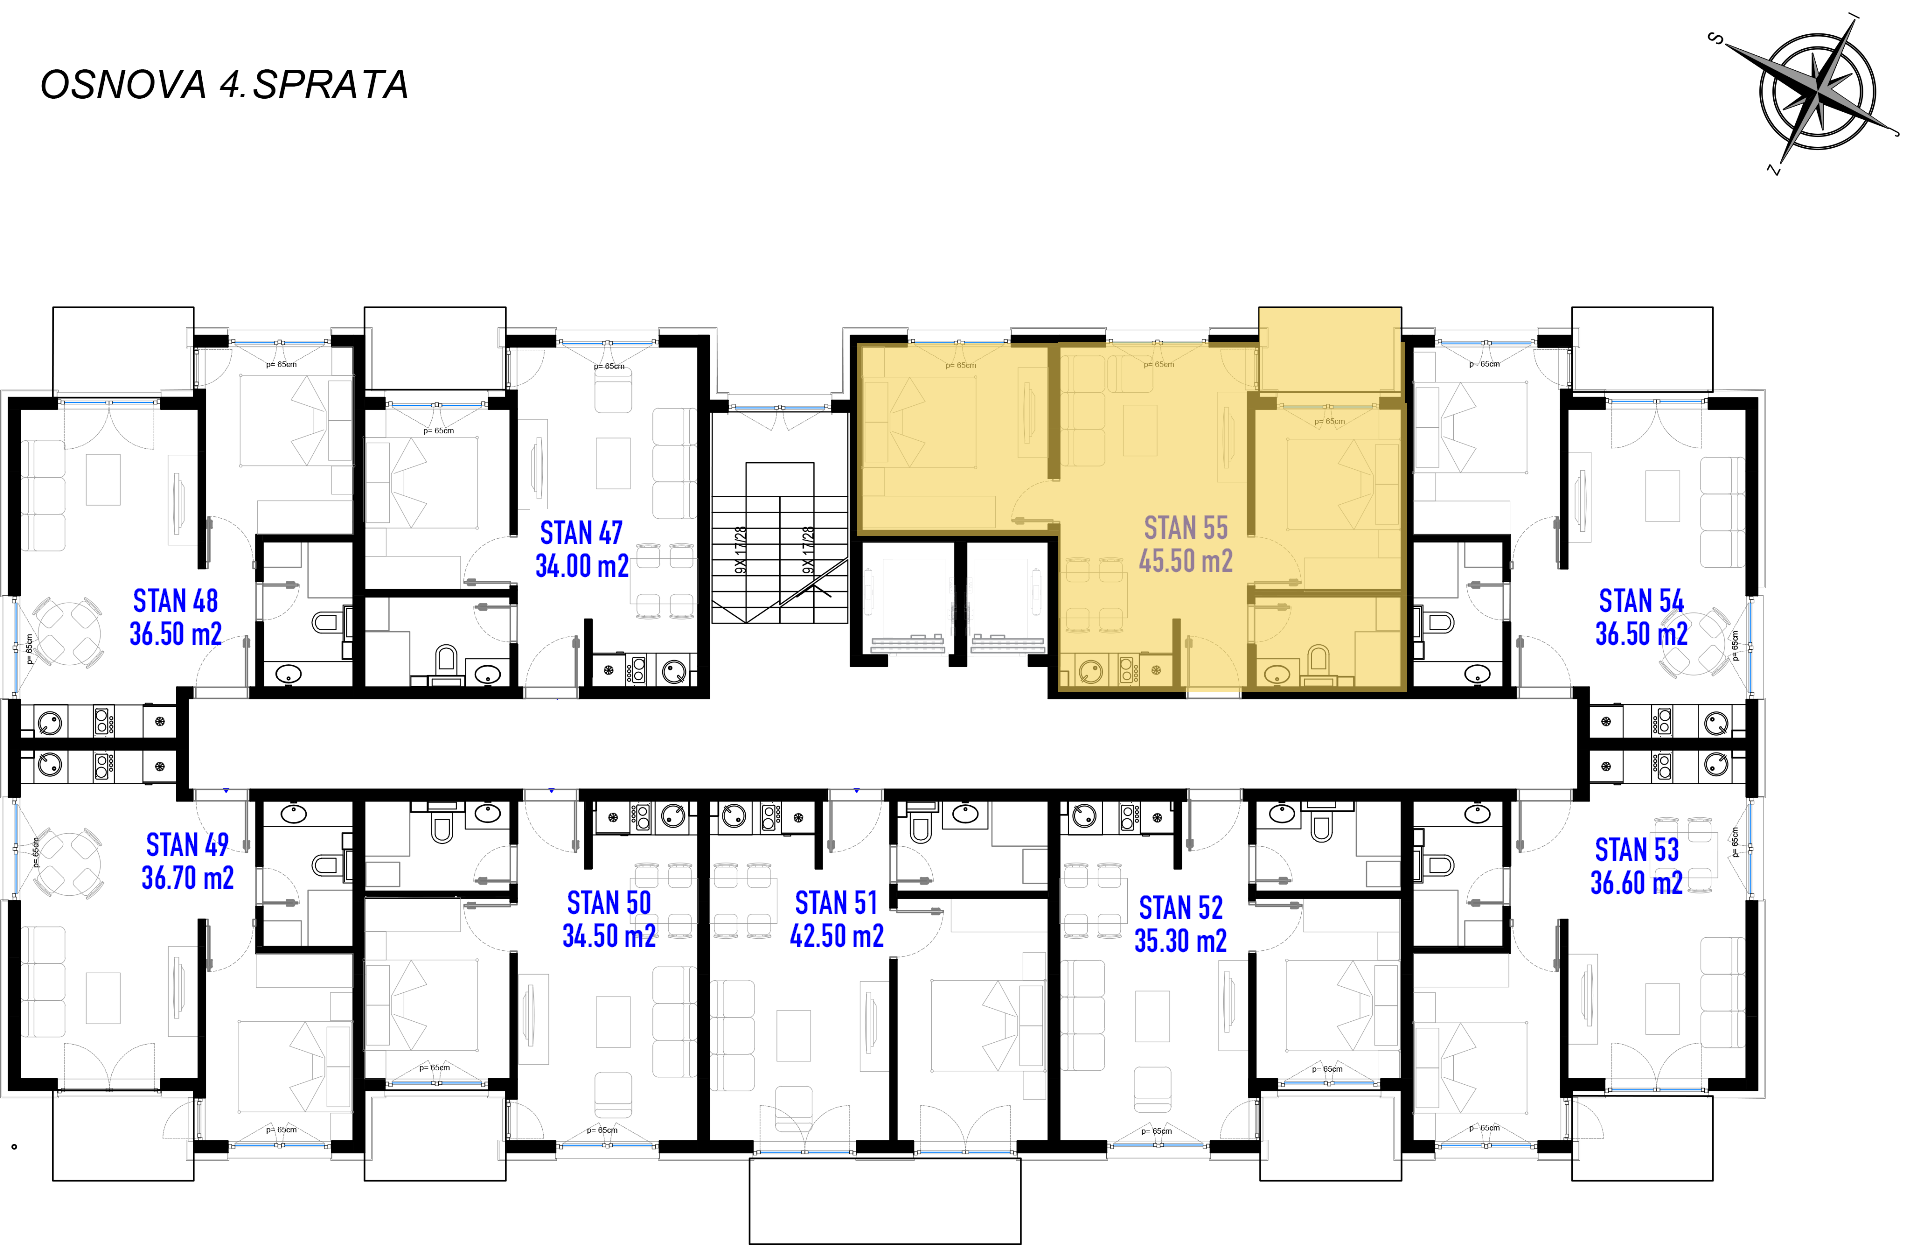 OSNOVA 4. SPRATA
I
S
J
Z
p= 65cm
p= 65cm
p= 65cm
p= 65cm
p= 65cm
p= 65cm
p= 65cm
STAN 47
34.00 m2
9X 17/28
9X 17/28
STAN 55
45.50 m2
STAN 48
36.50 m2
STAN 54
36.50 m2
p= 65cm
p= 65cm
STAN 49
36.70 m2
p= 65cm
STAN 53
36.60 m2
p= 65cm
STAN 50
34.50 m2
STAN 51
42.50 m2
STAN 52
35.30 m2
p= 65cm
p= 65cm
p= 65cm
p= 65cm
p= 65cm
p= 65cm